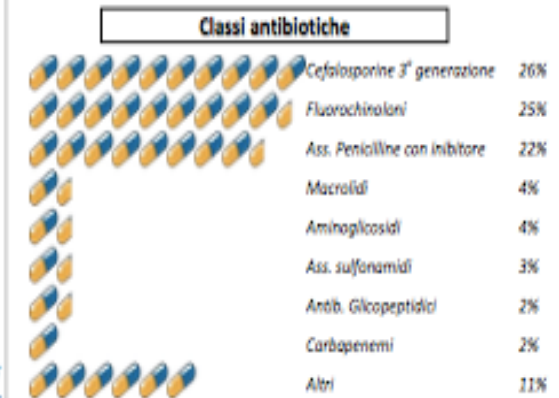 Classi antibiotiche
Cefalosporine 3° generazione 26%
Fluorochinoloni 25%
Ass. Penicilline con inibitore 22%
Macrolidi 4%
Aminoglicosidi 4%
Ass. sulfonamidi 3%
Antib. Glicopeptidici 2%
Carbapenemi 2%
Altri 11%